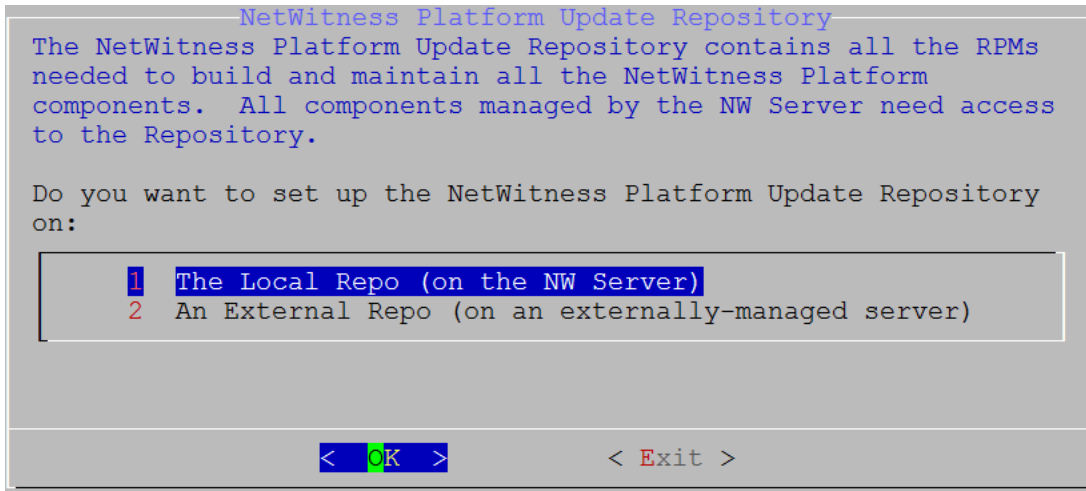 NetWitness Platform Update Repository
The NetWitness Platform Update Repository contains all the RPMs
needed to build and maintain all the NetWitness Platform
components.  All components managed by the NW Server need access
to the Repository.
Do you want to set up the NetWitness Platform Update Repository
on:
1  The Local Repo (on the NW Server)
2  An External Repo (on an externally-managed server)
<  OK  >  < Exit >